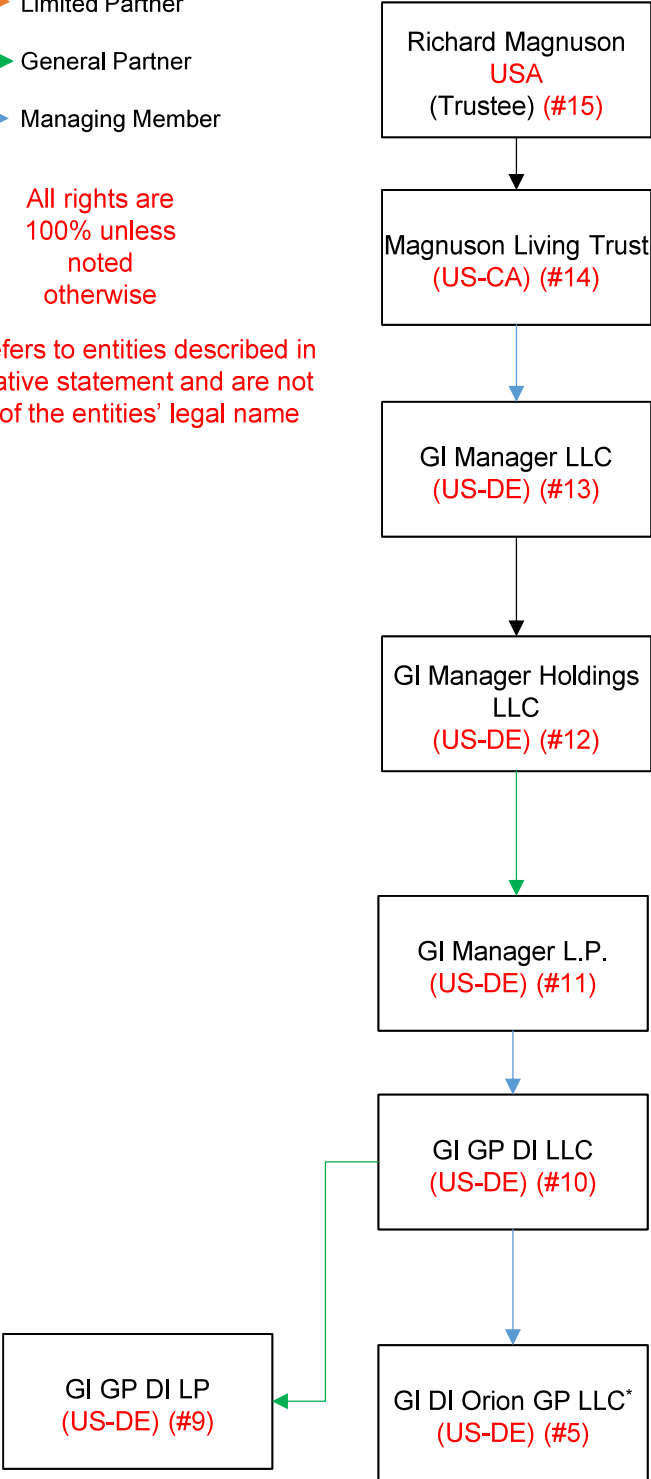 Limited Partner
General Partner
Managing Member
All rights are
100% unless
noted
otherwise
to entities described in
statement and are not
of the entities’ legal name
Richard Magnuson
USA
(Trustee) (#15)
Magnuson Living Trust
(US-CA) (#14)
GI Manager LLC
(US-DE) (#13)
GI Manager Holdings
LLC
(US-DE) (#12)
GI Manager L.P.
(US-DE) (#11)
GI GP DI LLC
(US-DE) (#10)
GI GP DI LP
(US-DE) (#9)
GI DI Orion GP LLC*
(US-DE) (#5)